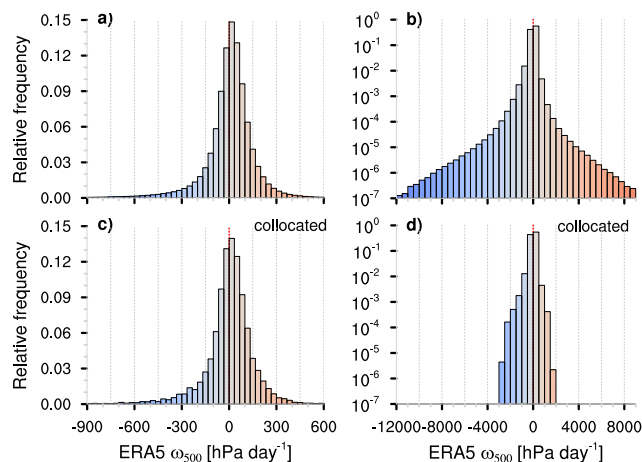 a)
0.15
0.12
0.09
0.06
0.03
0.00
Relative frequency
b)
10⁰
10⁻¹
10⁻²
10⁻³
10⁻⁴
10⁻⁵
10⁻⁶
10⁻⁷
c)
collocated
0.15
0.12
0.09
0.06
0.03
0.00
Relative frequency
-900 -600 -300 0 300 600
ERA5 ω₅₀₀ [hPa day⁻¹]
d)
collocated
10⁰
10⁻¹
10⁻²
10⁻³
10⁻⁴
10⁻⁵
10⁻⁶
10⁻⁷
-12000 -8000 -4000 0 4000 8000
ERA5 ω₅₀₀ [hPa day⁻¹]